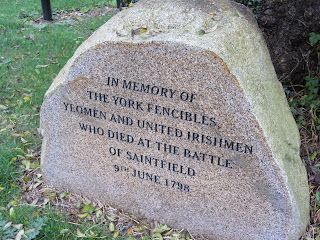 IN MEMORY OF
THE YORK FENCIBLES,
YEOMEN AND UNITED IRISHMEN
WHO DIED AT THE BATTLE
OF SAINTFIELD
9TH JUNE 1798